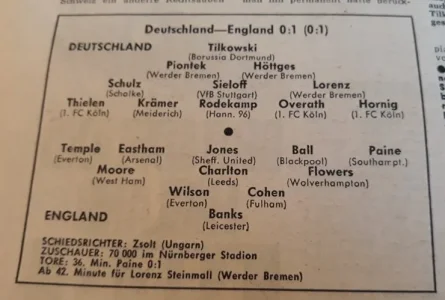 Deutschland—England 0:1 (0:1)
DEUTSCHLAND Tilkowski
(Borussia Dortmund)
Piontek Höttges
(Werder Bremen) (Werder Bremen)
Schulz Sieloff Lorenz
(Schalke) (VfB Stuttgart) (Werder Bremen)
Thielen Krämer Rodekamp Overath Hornig
(1. FC Köln) (Meiderich) (Hann. 96) (1. FC Köln) (1. FC Köln)
Temple Eastham Jones Ball Paine
(Everton) (Arsenal) (Sheff. United) (Blackpool) (Southampt.)
Moore Charlton Flowers
(West Ham) (Leeds) (Wolverhampton)
Wilson Cohen
(Everton) (Fulham)
Banks
ENGLAND (Leicester)
SCHIEDSRICHTER: Zsolt (Ungarn)
ZUSCHAUER: 70 000 im Nürnberger Stadion
TORE: 36. Min. Paine 0:1
Ab 42. Minute für Lorenz Steinmall (Werder Bremen)